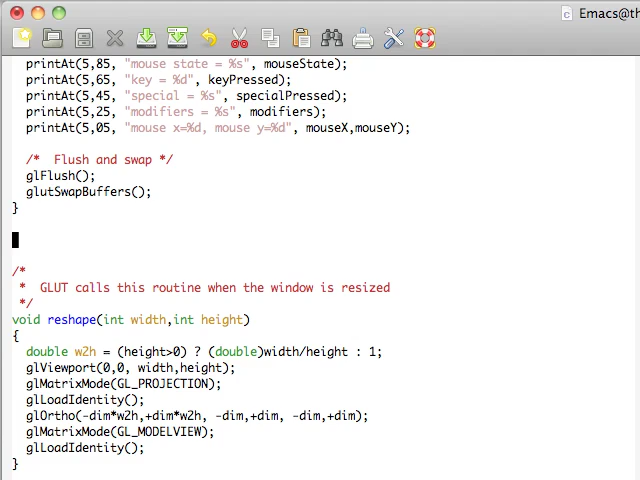 Emacs@th
printAt(5,85, "mouse state = %s", mouseState);
printAt(5,65, "key = %d", keyPressed);
printAt(5,45, "special = %s", specialPressed);
printAt(5,25, "modifiers = %s", modifiers);
printAt(5,05, "mouse x=%d, mouse y=%d", mouseX,mouseY);
/*  Flush and swap */
glFlush();
glutSwapBuffers();
}
/*
 *  GLUT calls this routine when the window is resized
 */
void reshape(int width,int height)
{
double w2h = (height>0) ? (double)width/height : 1;
glViewport(0,0, width,height);
glMatrixMode(GL_PROJECTION);
glLoadIdentity();
glOrtho(-dim*w2h,+dim*w2h, -dim,+dim, -dim,+dim);
glMatrixMode(GL_MODELVIEW);
glLoadIdentity();
}